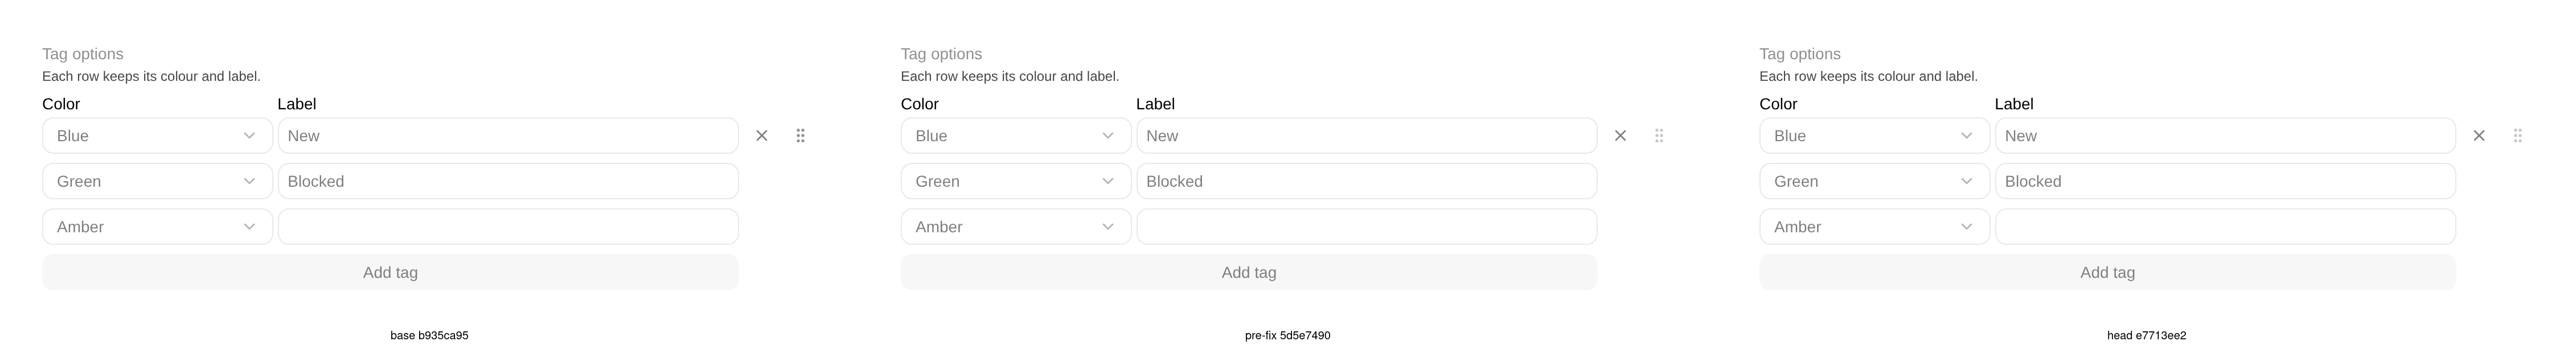 Tag options
Each row keeps its colour and label.
Color Label
Blue New
Green Blocked
Amber
Add tag
base b935ca95
Tag options
Each row keeps its colour and label.
Color Label
Blue New
Green Blocked
Amber
Add tag
pre-fix 5d5e7490
Tag options
Each row keeps its colour and label.
Color Label
Blue New
Green Blocked
Amber
Add tag
head e7713ee2